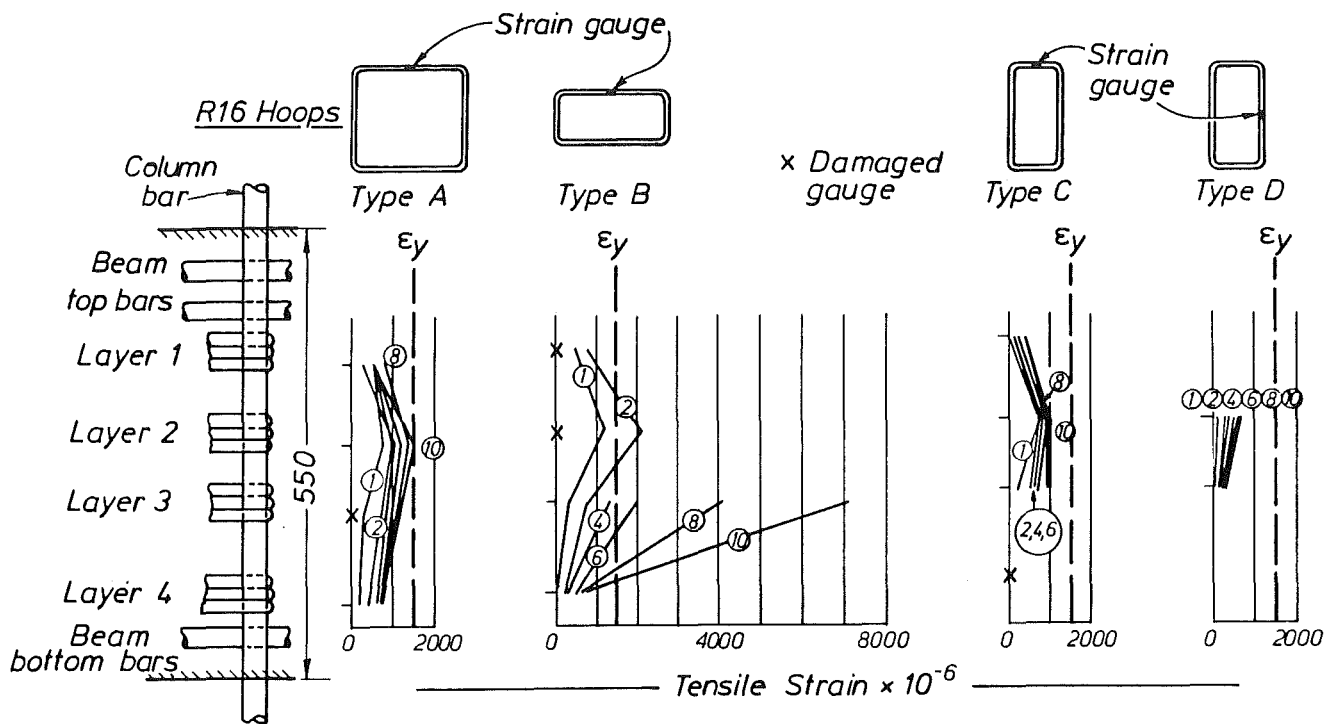 Strain gauge
Strain
gauge
R16 Hoops
× Damaged
gauge
Column
bar
Type A
Type B
Type C
Type D
εy
εy
εy
εy
Beam
top bars
Layer 1
Layer 2
Layer 3
Layer 4
Beam
bottom bars
550
8
10
1
2
1
2
4
6
8
10
8
10
1
2,4,6
1 2 4 6 8 10
0 2000
0 4000 8000
0 2000
0 2000
Tensile Strain × 10⁻⁶